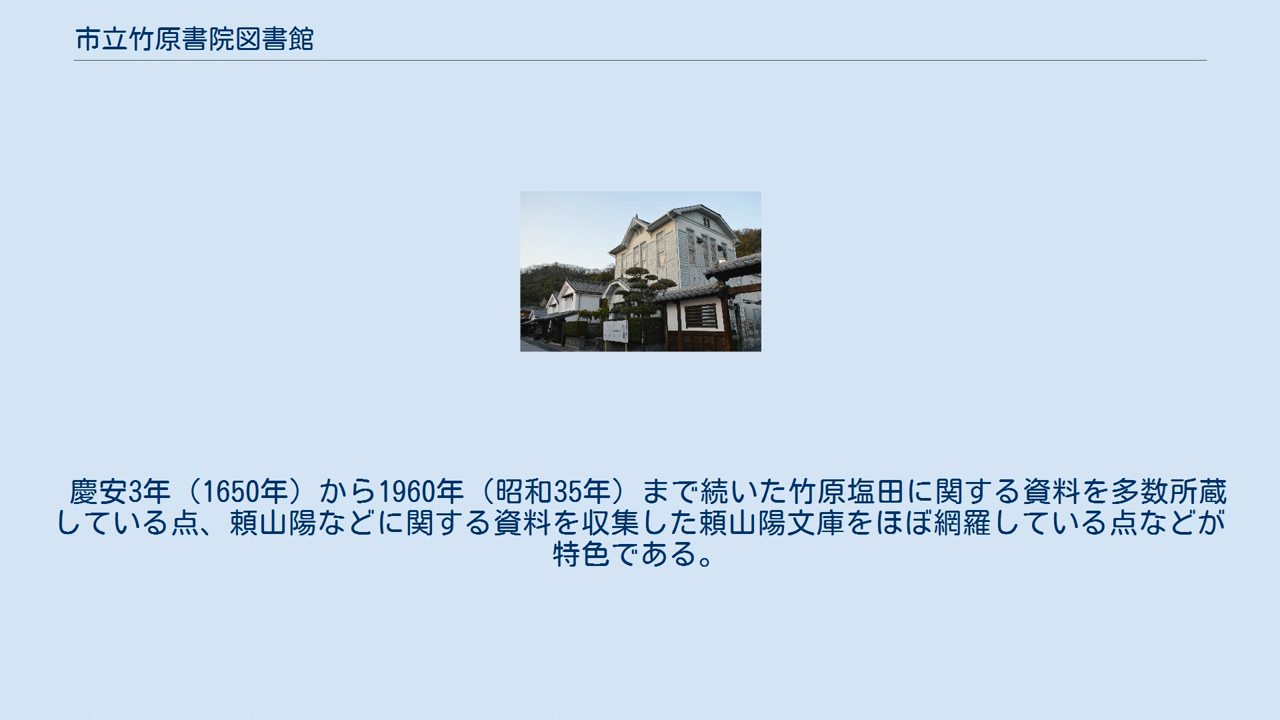 市立竹原書院図書館
慶安3年（1650年）から1960年（昭和35年）まで続いた竹原塩田に関する資料を多数所蔵
している点、頼山陽などに関する資料を収集した頼山陽文庫をほぼ網羅している点などが
特色である。